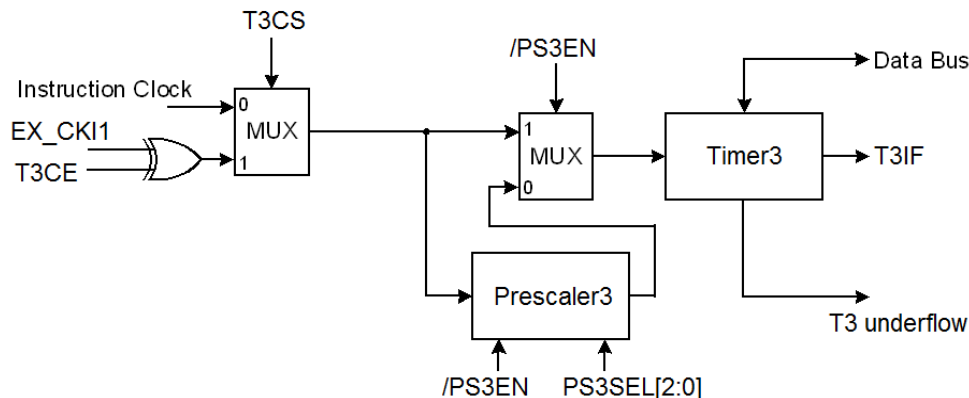 T3CS
/PS3EN
Instruction Clock
0
MUX
1
EX_CKI1
T3CE
1
MUX
0
Timer3
Data Bus
T3IF
T3 underflow
Prescaler3
/PS3EN
PS3SEL[2:0]